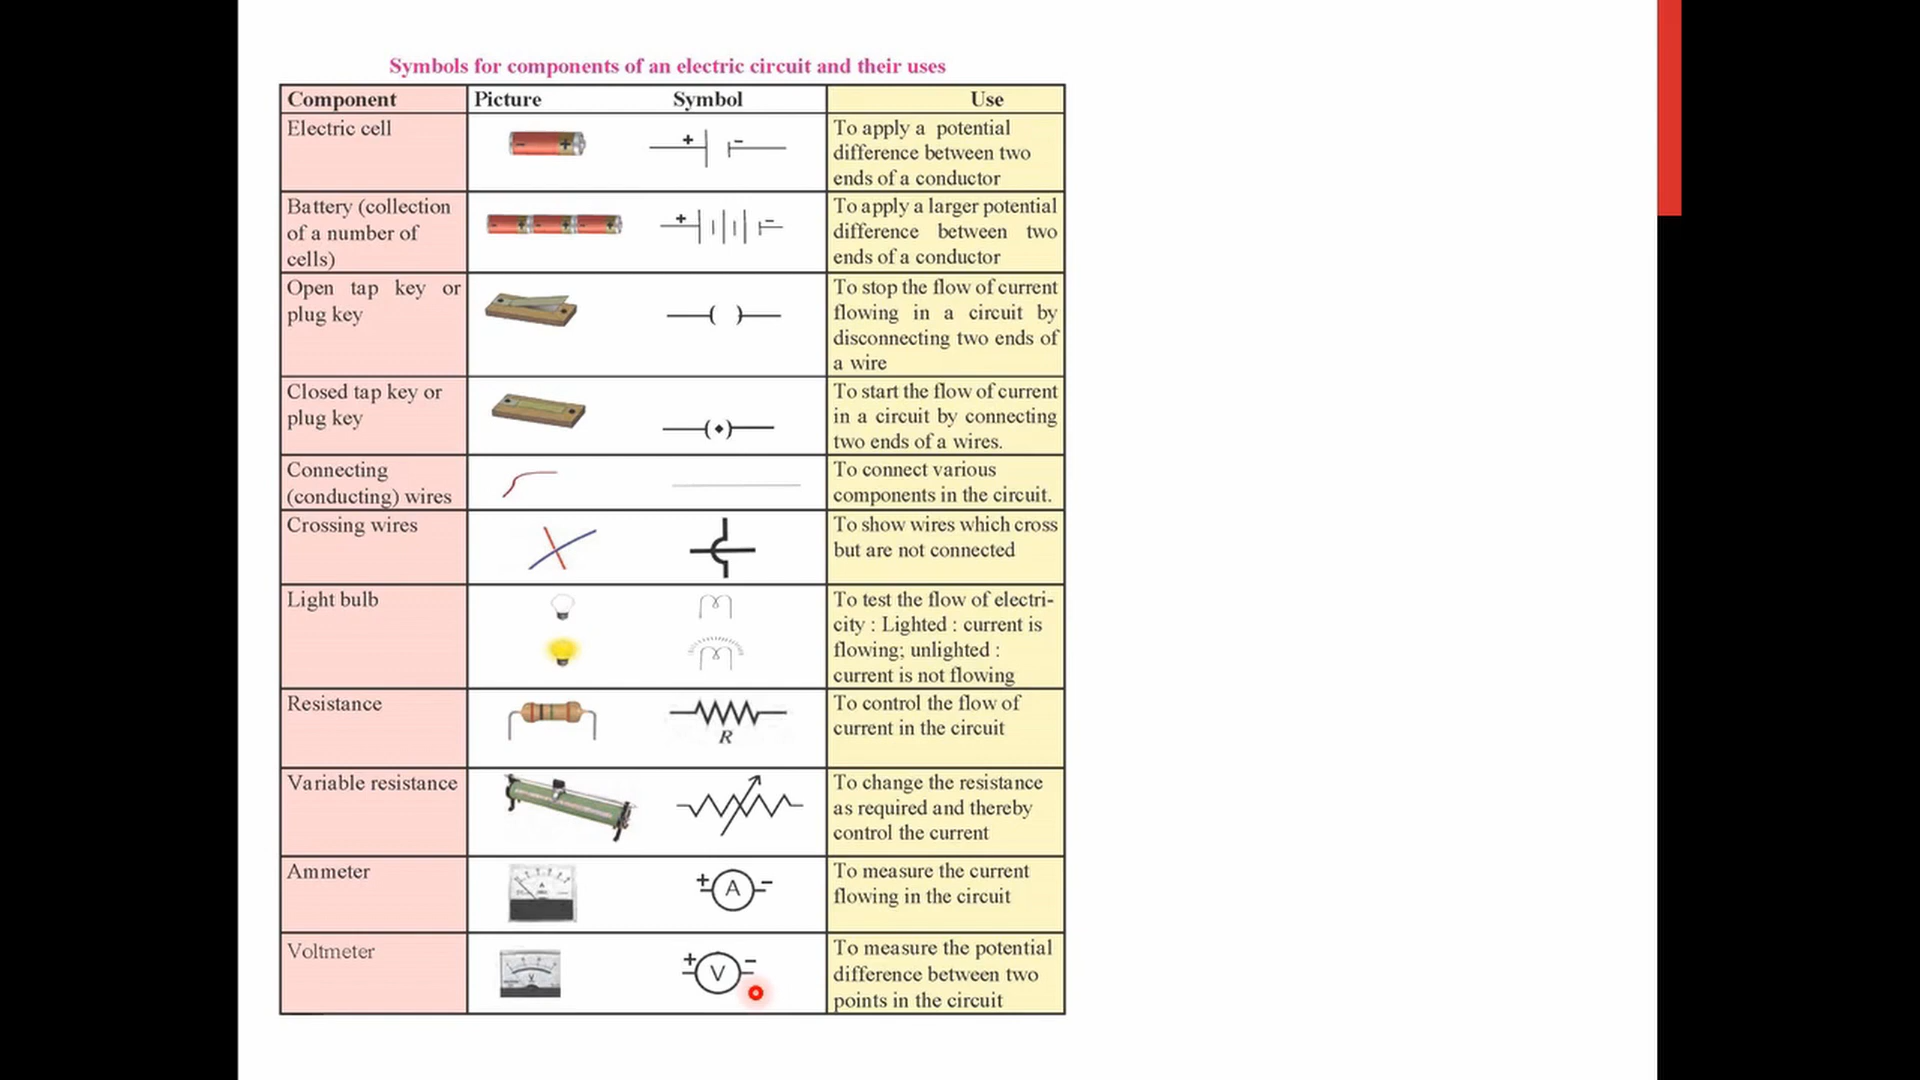 Symbols for components of an electric circuit and their uses
Component Picture Symbol Use
Electric cell
- +
+ -
To apply a potential
difference between two
ends of a conductor
Battery (collection
of a number of
cells)
+ -
To apply a larger potential
difference between two
ends of a conductor
Open tap key or
plug key
To stop the flow of current
flowing in a circuit by
disconnecting two ends of
a wire
Closed tap key or
plug key
To start the flow of current
in a circuit by connecting
two ends of a wires.
Connecting
(conducting) wires
To connect various
components in the circuit.
Crossing wires
To show wires which cross
but are not connected
Light bulb
To test the flow of electri-
city : Lighted : current is
flowing; unlighted :
current is not flowing
Resistance
R
To control the flow of
current in the circuit
Variable resistance
To change the resistance
as required and thereby
control the current
Ammeter
A
+ A -
To measure the current
flowing in the circuit
Voltmeter
V
+ V -
To measure the potential
difference between two
points in the circuit